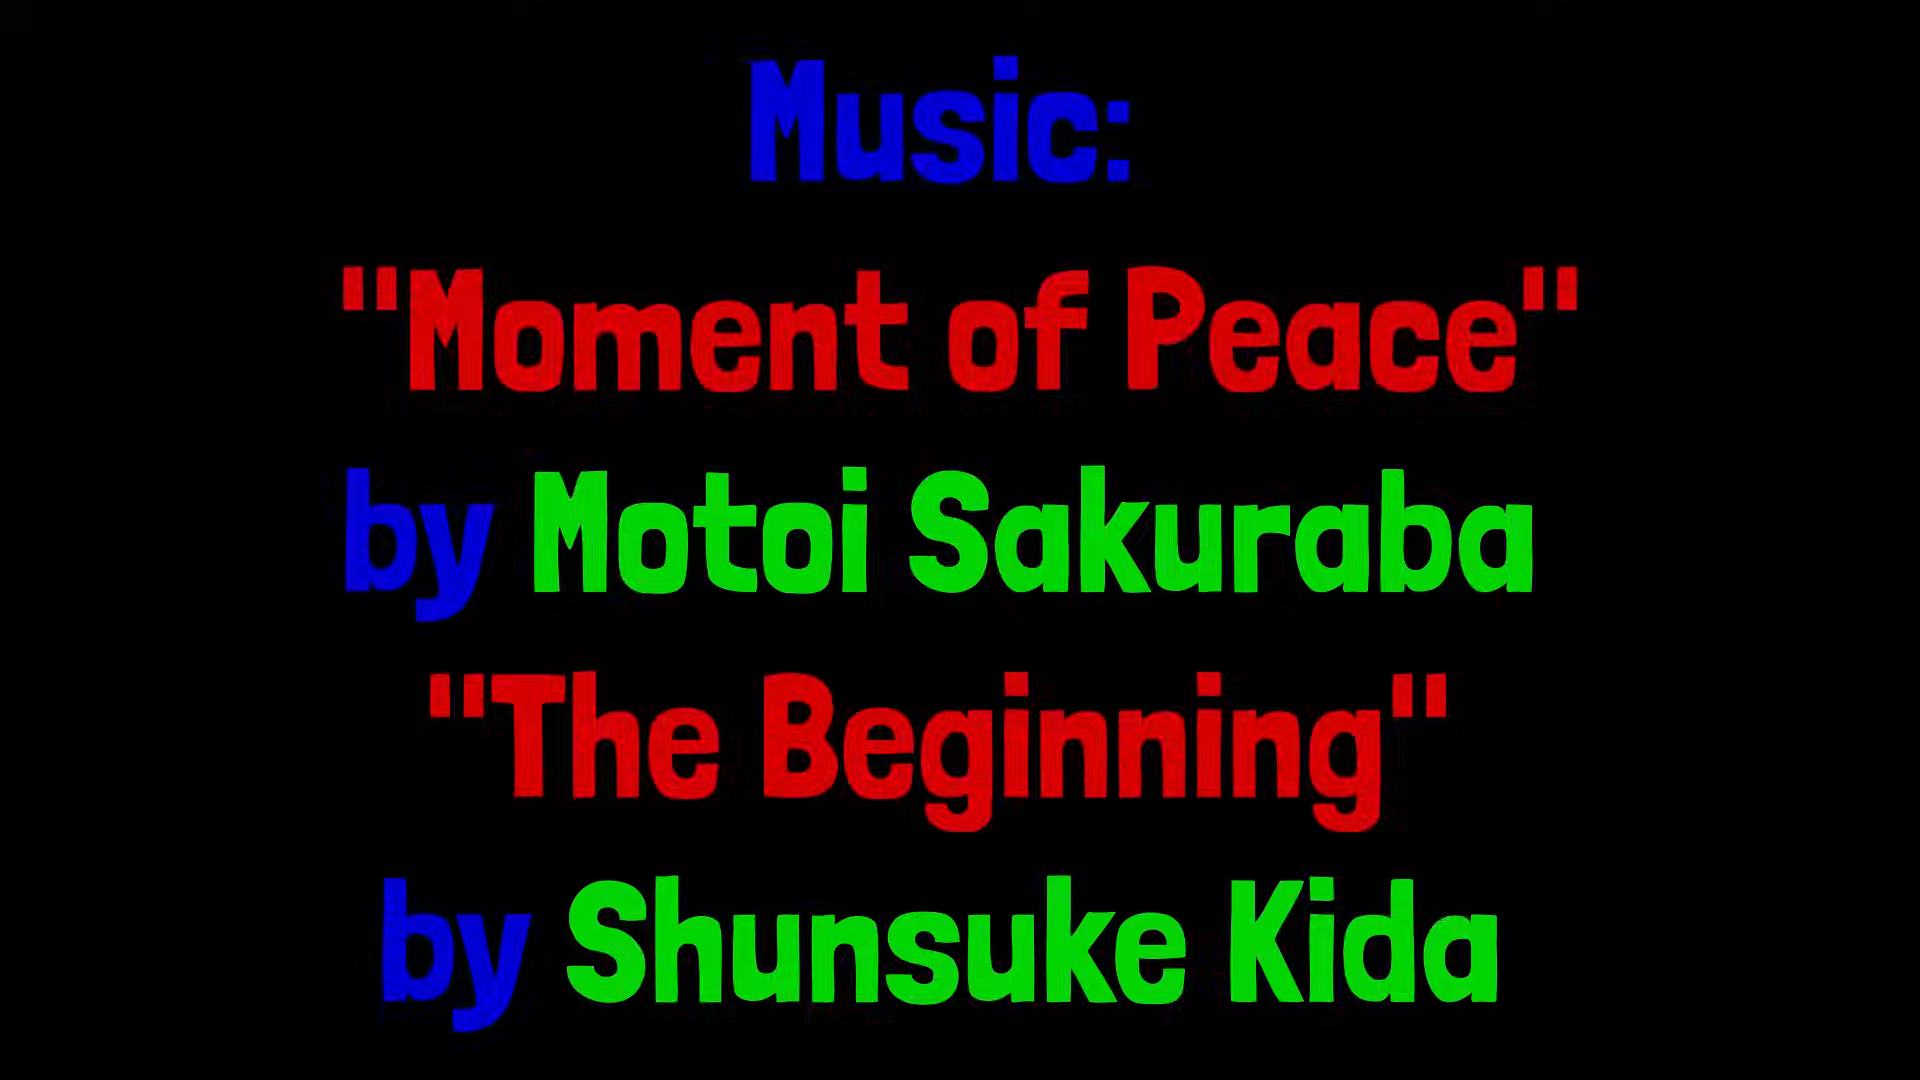 Music:
"Moment of Peace"
by Motoi Sakuraba
"The Beginning"
by Shunsuke Kida